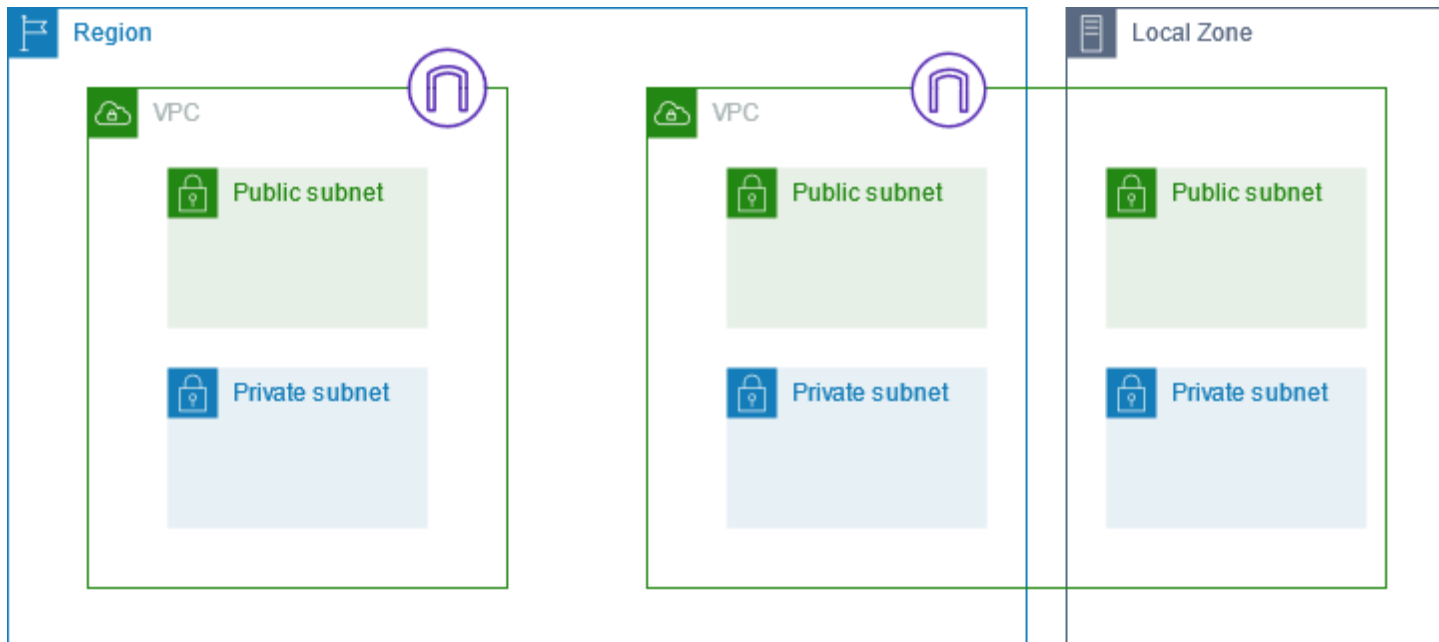 Region
Local Zone
VPC
VPC
Public subnet
Public subnet
Public subnet
Private subnet
Private subnet
Private subnet